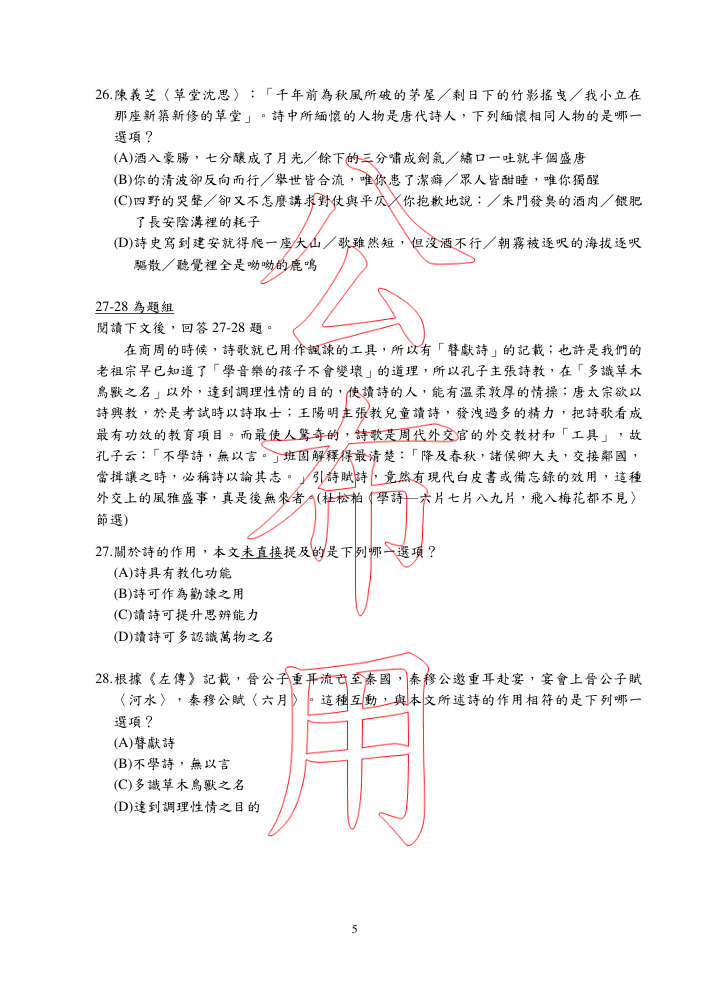 26.陳義芝〈草堂沈思〉:「千年前為秋風所破的茅屋╱剩日下的竹影搖曳╱我小立在
那座新築新修的草堂」。詩中所緬懷的人物是唐代詩人,下列緬懷相同人物的是哪一
選項?
(A)酒入豪腸,七分釀成了月光╱餘下的三分嘯成劍氣╱繡口一吐就半個盛唐
(B)你的清波卻反向而行╱舉世皆合流,唯你患了潔癖╱眾人皆酣睡,唯你獨醒
(C)四野的哭聲╱卻又不怎麼講求對仗與平仄╱你抱歉地說:╱朱門發臭的酒肉╱餵肥
了長安陰溝裡的耗子
(D)詩史寫到建安就得爬一座大山╱歌雖然短,但沒酒不行╱朝霧被逐呎的海拔逐呎
驅散╱聽覺裡全是呦呦的鹿鳴
27-28 為題組
閱讀下文後,回答 27-28 題。
在商周的時候,詩歌就已用作諷諫的工具,所以有「瞽獻詩」的記載;也許是我們的
老祖宗早已知道了「學音樂的孩子不會變壞」的道理,所以孔子主張詩教,在「多識草木
鳥獸之名」以外,達到調理性情的目的,使讀詩的人,能有溫柔敦厚的情操;唐太宗欲以
詩興教,於是考試時以詩取士;王陽明主張教兒童讀詩,發洩過多的精力,把詩歌看成
最有功效的教育項目。而最使人驚奇的,詩歌是周代外交官的外交教材和「工具」,故
孔子云:「不學詩,無以言。」班固解釋得最清楚:「降及春秋,諸侯卿大夫,交接鄰國,
當揖讓之時,必稱詩以論其志。」引詩賦詩,竟然有現代白皮書或備忘錄的效用,這種
外交上的風雅盛事,真是後無來者。(杜松柏〈學詩—六片七片八九片,飛入梅花都不見〉
節選)
27.關於詩的作用,本文未直接提及的是下列哪一選項?
(A)詩具有教化功能
(B)詩可作為勸諫之用
(C)讀詩可提升思辨能力
(D)讀詩可多認識萬物之名
28.根據《左傳》記載,晉公子重耳流亡至秦國,秦穆公邀重耳赴宴,宴會上晉公子賦
〈河水〉,秦穆公賦〈六月〉。這種互動,與本文所述詩的作用相符的是下列哪一
選項?
(A)瞽獻詩
(B)不學詩,無以言
(C)多識草木鳥獸之名
(D)達到調理性情之目的
公布用
5